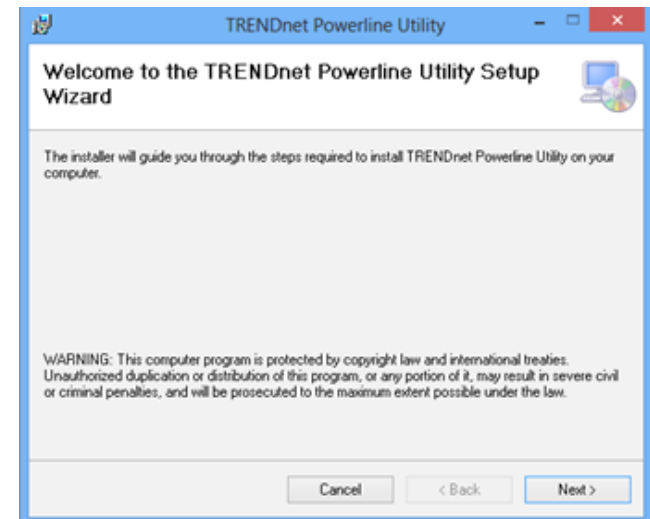 TRENDnet Powerline Utility
Welcome to the TRENDnet Powerline Utility Setup
Wizard
The installer will guide you through the steps required to install TRENDnet Powerline Utility on your
computer.
WARNING: This computer program is protected by copyright law and international treaties.
Unauthorized duplication or distribution of this program, or any portion of it, may result in severe civil
or criminal penalties, and will be prosecuted to the maximum extent possible under the law.
Cancel
< Back
Next >